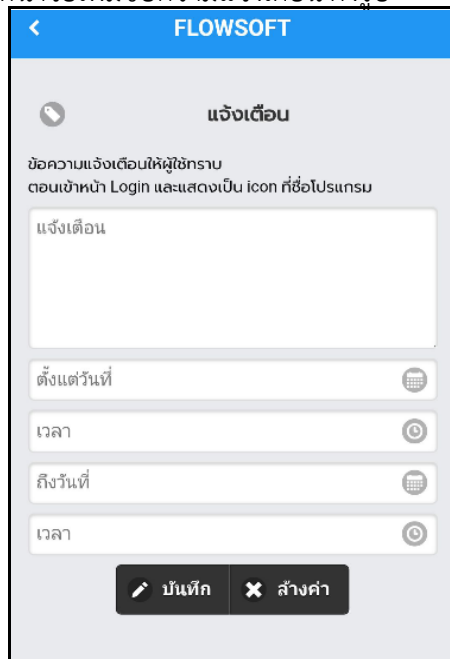 FLOWSOFT
แจ้งเตือน
ข้อความแจ้งเตือนให้ผู้ใช้ทราบ
ตอนเข้าหน้า Login และแสดงเป็น icon ที่ชื่อโปรแกรม
แจ้งเตือน
ตั้งแต่วันที่
เวลา
ถึงวันที่
เวลา
บันทึก ล้างค่า